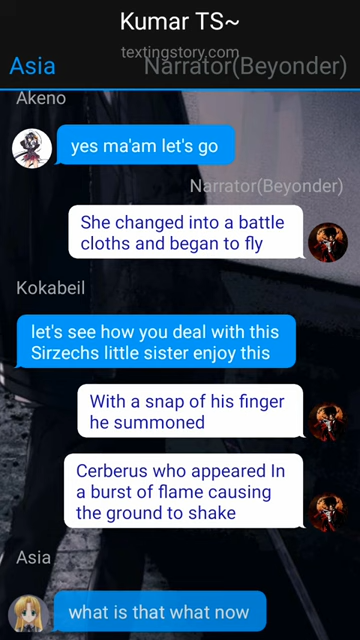 Kumar TS~
textingstory.com
Asia
Narrator(Beyonder)
Akeno
yes ma'am let's go
Narrator(Beyonder)
She changed into a battle
cloths and began to fly
Kokabeil
let's see how you deal with this
Sirzechs little sister enjoy this
With a snap of his finger
he summoned
Cerberus who appeared In
a burst of flame causing
the ground to shake
Asia
what is that what now